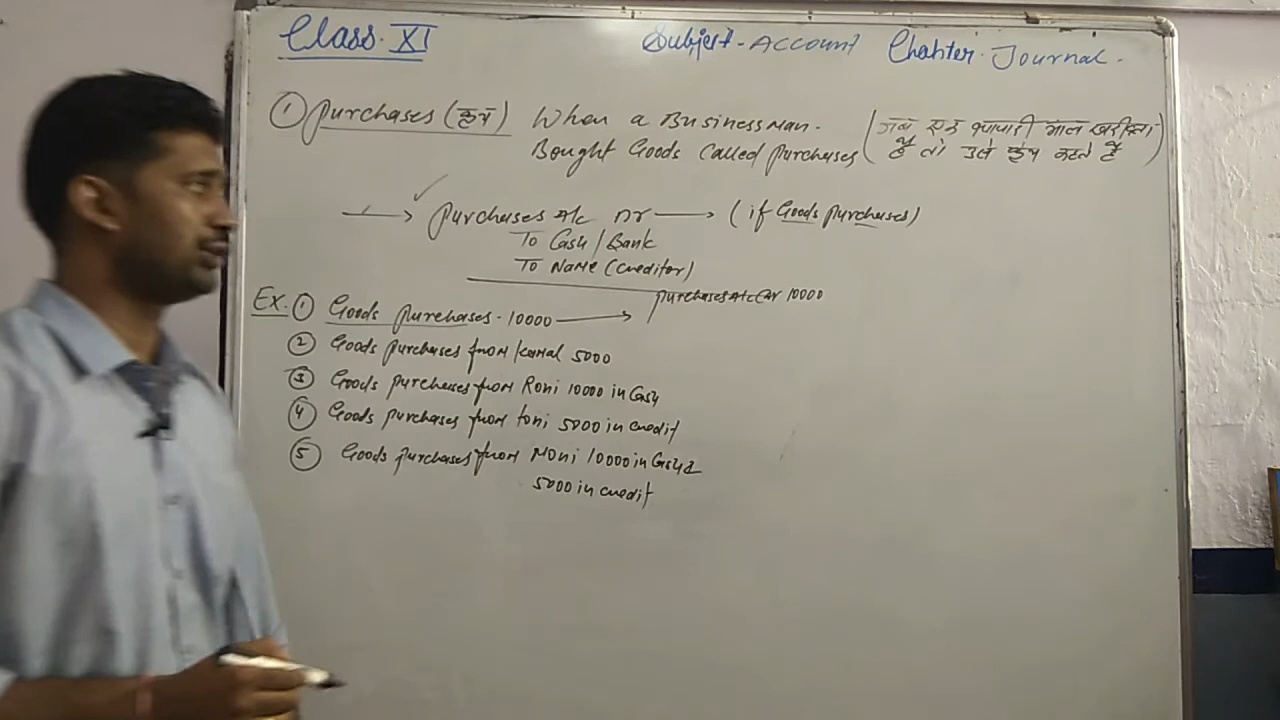 Class. XI
Subject - ACCOUNT Chapter. Journal.
① Purchases (क्रय) When a Businessman.
Bought Goods Called Purchases
(जब एक व्यापारी माल खरीदता
है तो उसे क्रय कहते हैं)
→ Purchases A/c Dr → (if Goods Purchases)
To Cash/Bank
To Name (Creditor)
Purchases A/c Dr 10000
Ex. ① Goods purchases - 10000 →
② Goods purchases from Kamal 5000
③ Goods purchases from Roni 10000 in Cash
④ Goods purchases from Toni 5000 in credit
⑤ Goods purchases from Moni 10000 in Cash &
5000 in credit